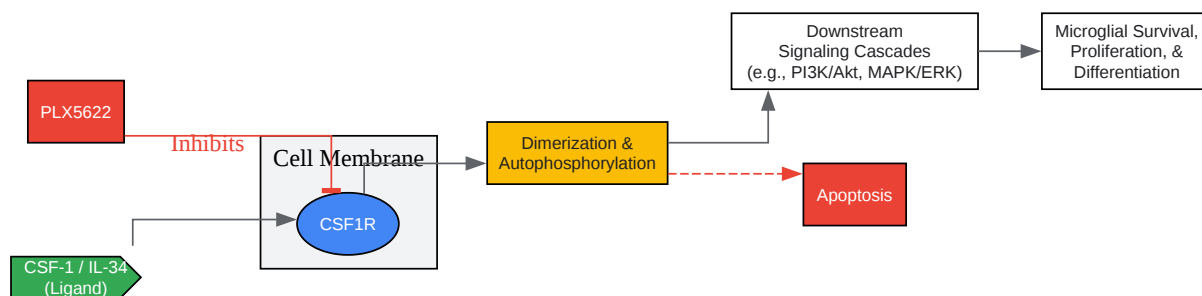 Downstream
Signaling Cascades
(e.g., PI3K/Akt, MAPK/ERK)
Microglial Survival,
Proliferation, &
Differentiation
PLX5622
Inhibits
Cell Membrane
Dimerization &
Autophosphorylation
Apoptosis
CSF1R
CSF-1 / IL-34
(Ligand)